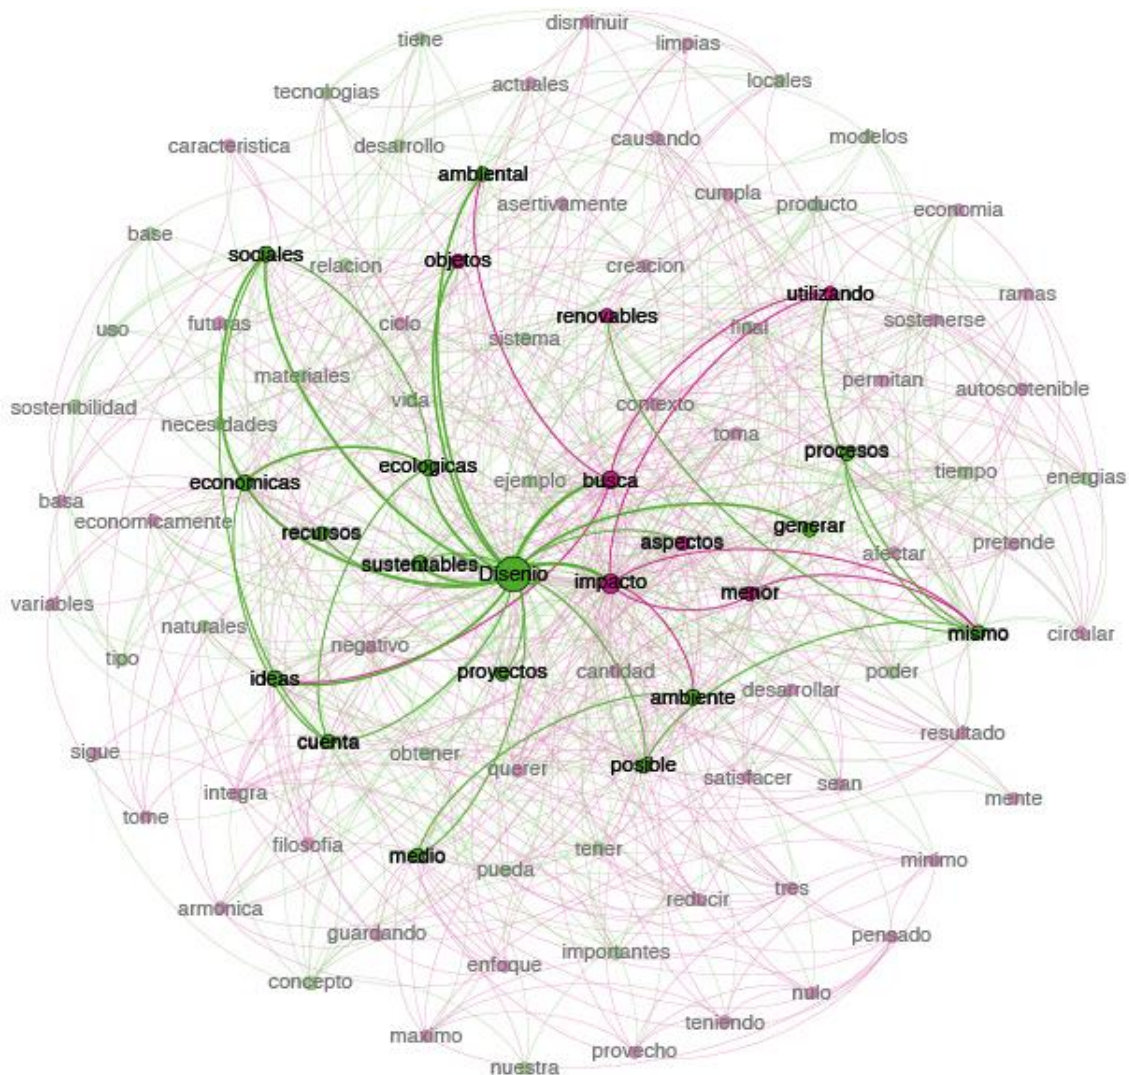 disminuir
tiene
limpias
locales
actuales
tecnologias
modelos
causando
desarrollo
caracteristica
ambiental
cumpla
asertivamente
producto
economia
base
sociales
objetos
relacion
creacion
utilizando
ramas
renovables
sostenerse
futuras
ciclo
final
uso
sistema
materiales
permitan
autosostenible
vida
contexto
sostenibilidad
necesidades
toma
procesos
ecologicas
tiempo
energias
economicas
ejemplo
busca
basa
economicamente
generar
recursos
aspectos
afectar
pretende
sustentables
Disenio
impacto
menor
variables
naturales
mismo
circular
negativo
tipo
ideas
proyectos
cantidad
poder
ambiente
desarrollar
resultado
cuenta
sigue
obtener
posible
querer
satisfacer
sean
integra
mente
tome
filosofia
tener
medio
pueda
minimo
tres
reducir
armonica
guardando
pensado
importantes
enfoque
concepto
nulo
teniendo
maximo
provecho
nuestra